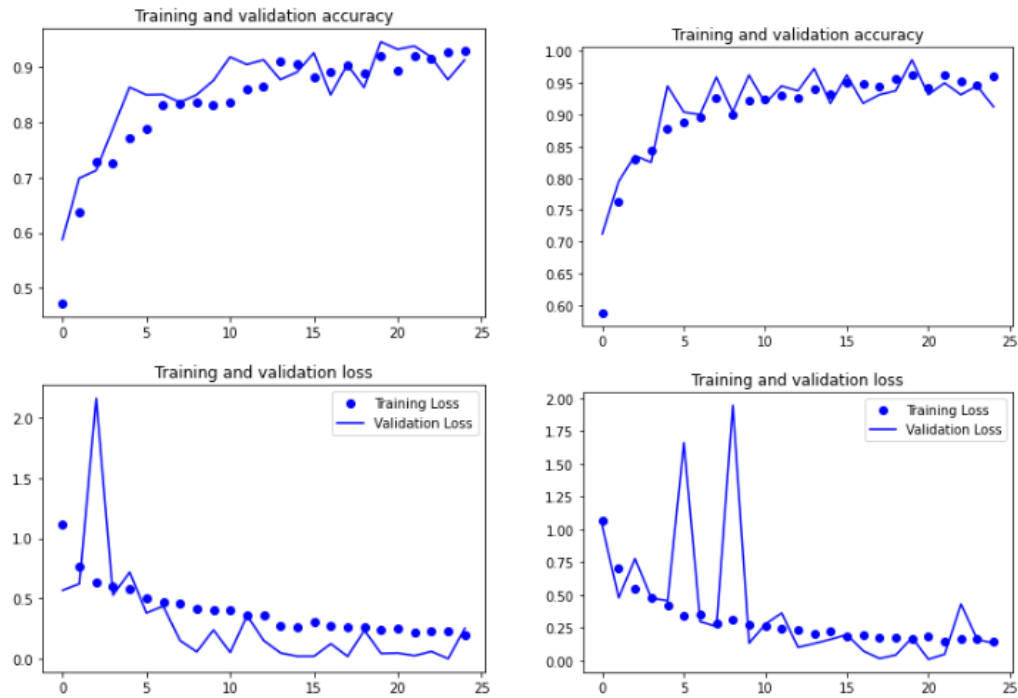 Training and validation accuracy
0.9
0.8
0.7
0.6
0.5
0 5 10 15 20 25
Training and validation accuracy
1.00
0.95
0.90
0.85
0.80
0.75
0.70
0.65
0.60
0 5 10 15 20 25
Training and validation loss
Training Loss
Validation Loss
2.0
1.5
1.0
0.5
0.0
0 5 10 15 20 25
Training and validation loss
Training Loss
Validation Loss
2.00
1.75
1.50
1.25
1.00
0.75
0.50
0.25
0.00
0 5 10 15 20 25